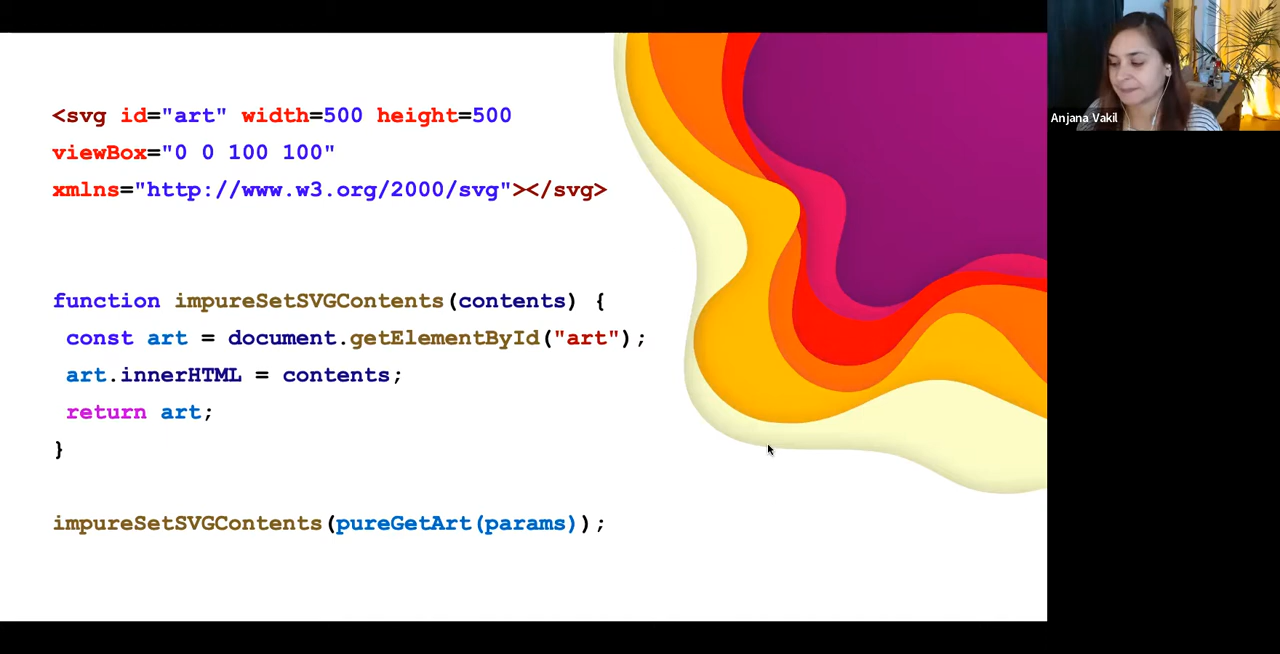 <svg id="art" width=500 height=500
viewBox="0 0 100 100"
xmlns="http://www.w3.org/2000/svg"></svg>
function impureSetSVGContents(contents) {
const art = document.getElementById("art");
art.innerHTML = contents;
return art;
}
impureSetSVGContents(pureGetArt(params));
Anjana Vakil